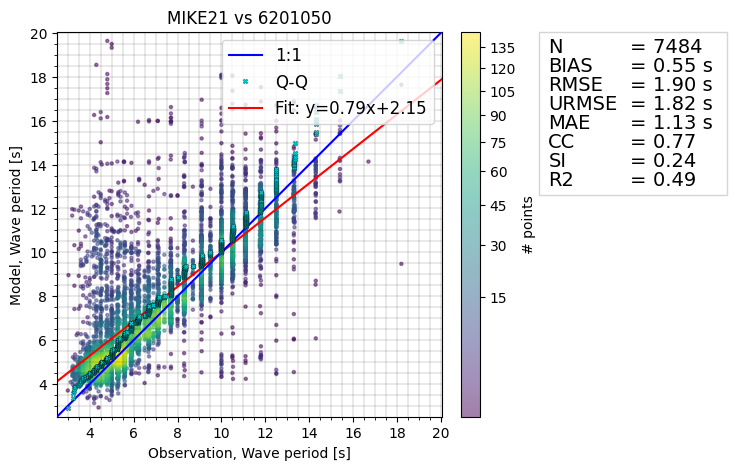 MIKE21 vs 6201050
20
18
16
14
12
10
8
6
4
Model, Wave period [s]
4 6 8 10 12 14 16 18 20
Observation, Wave period [s]
1:1
Q-Q
Fit: y=0.79x+2.15
135
120
105
90
75
60
45
30
15
# points
N = 7484
BIAS = 0.55 s
RMSE = 1.90 s
URMSE = 1.82 s
MAE = 1.13 s
CC = 0.77
SI = 0.24
R2 = 0.49